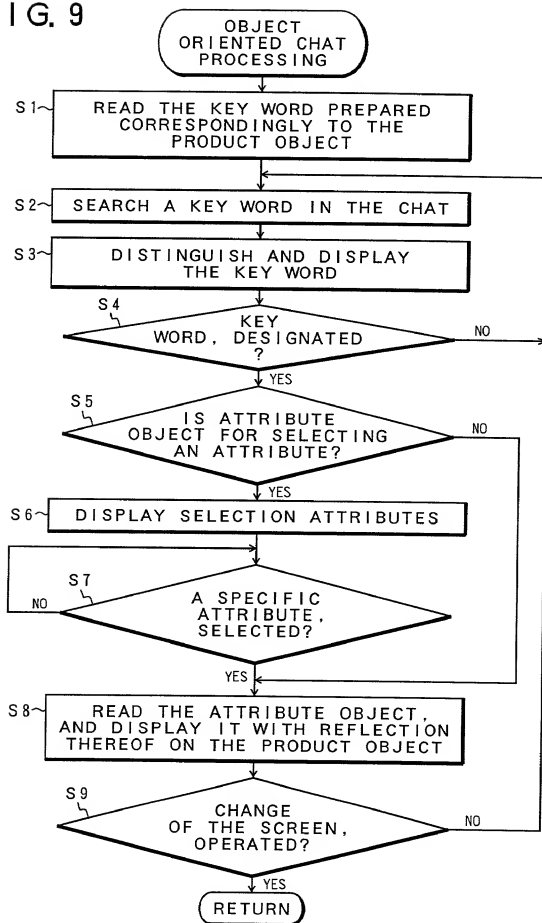 IG. 9
OBJECT
ORIENTED CHAT
PROCESSING
S1
READ THE KEY WORD PREPARED
CORRESPONDINGLY TO THE
PRODUCT OBJECT
S2
SEARCH A KEY WORD IN THE CHAT
S3
DISTINGUISH AND DISPLAY
THE KEY WORD
S4
KEY
WORD, DESIGNATED
?
NO
YES
S5
IS ATTRIBUTE
OBJECT FOR SELECTING
AN ATTRIBUTE?
NO
YES
S6
DISPLAY SELECTION ATTRIBUTES
S7
A SPECIFIC
ATTRIBUTE,
SELECTED?
NO
YES
S8
READ THE ATTRIBUTE OBJECT,
AND DISPLAY IT WITH REFLECTION
THEREOF ON THE PRODUCT OBJECT
S9
CHANGE
OF THE SCREEN,
OPERATED?
NO
YES
RETURN